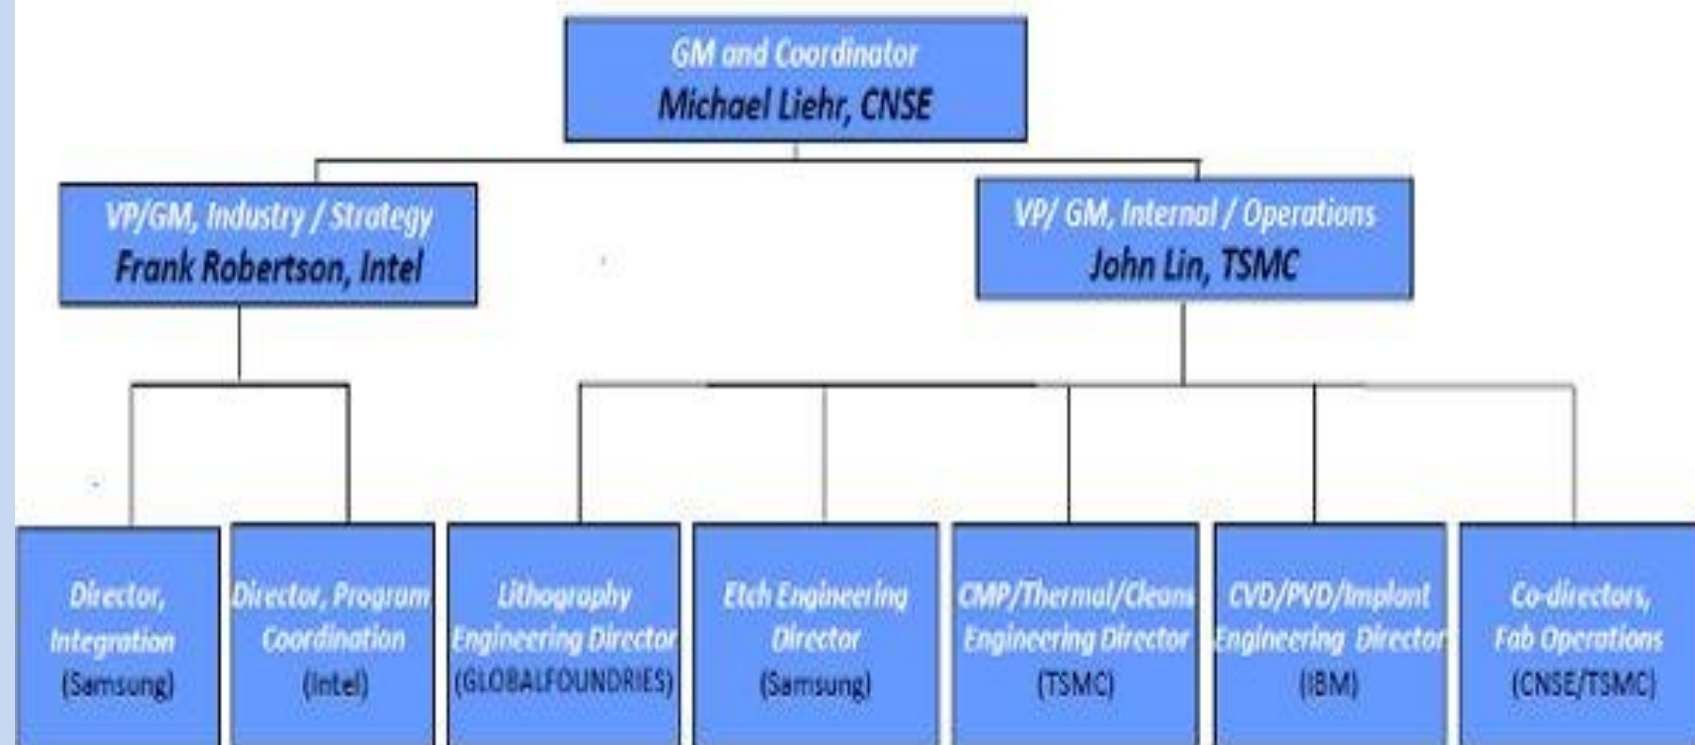 GM and Coordinator
Michael Liehr, CNSE
VP/GM, Industry / Strategy
Frank Robertson, Intel
VP/ GM, Internal / Operations
John Lin, TSMC
Director,
Integration
(Samsung)
Director, Program
Coordination
(Intel)
Lithography
Engineering Director
(GLOBALFOUNDRIES)
Etch Engineering
Director
(Samsung)
CMP/Thermal/Cleans
Engineering Director
(TSMC)
CVD/PVD/Implant
Engineering Director
(IBM)
Co-directors,
Fab Operations
(CNSE/TSMC)